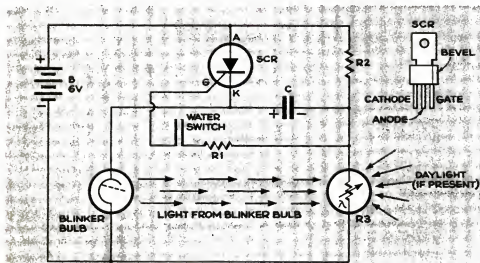 A
SCR
G
K
C
+
-
R2
+
-
B
6V
WATER
SWITCH
R1
BLINKER
BULB
LIGHT FROM BLINKER BULB
λ
R3
DAYLIGHT
(IF PRESENT)
SCR
BEVEL
CATHODE
GATE
ANODE